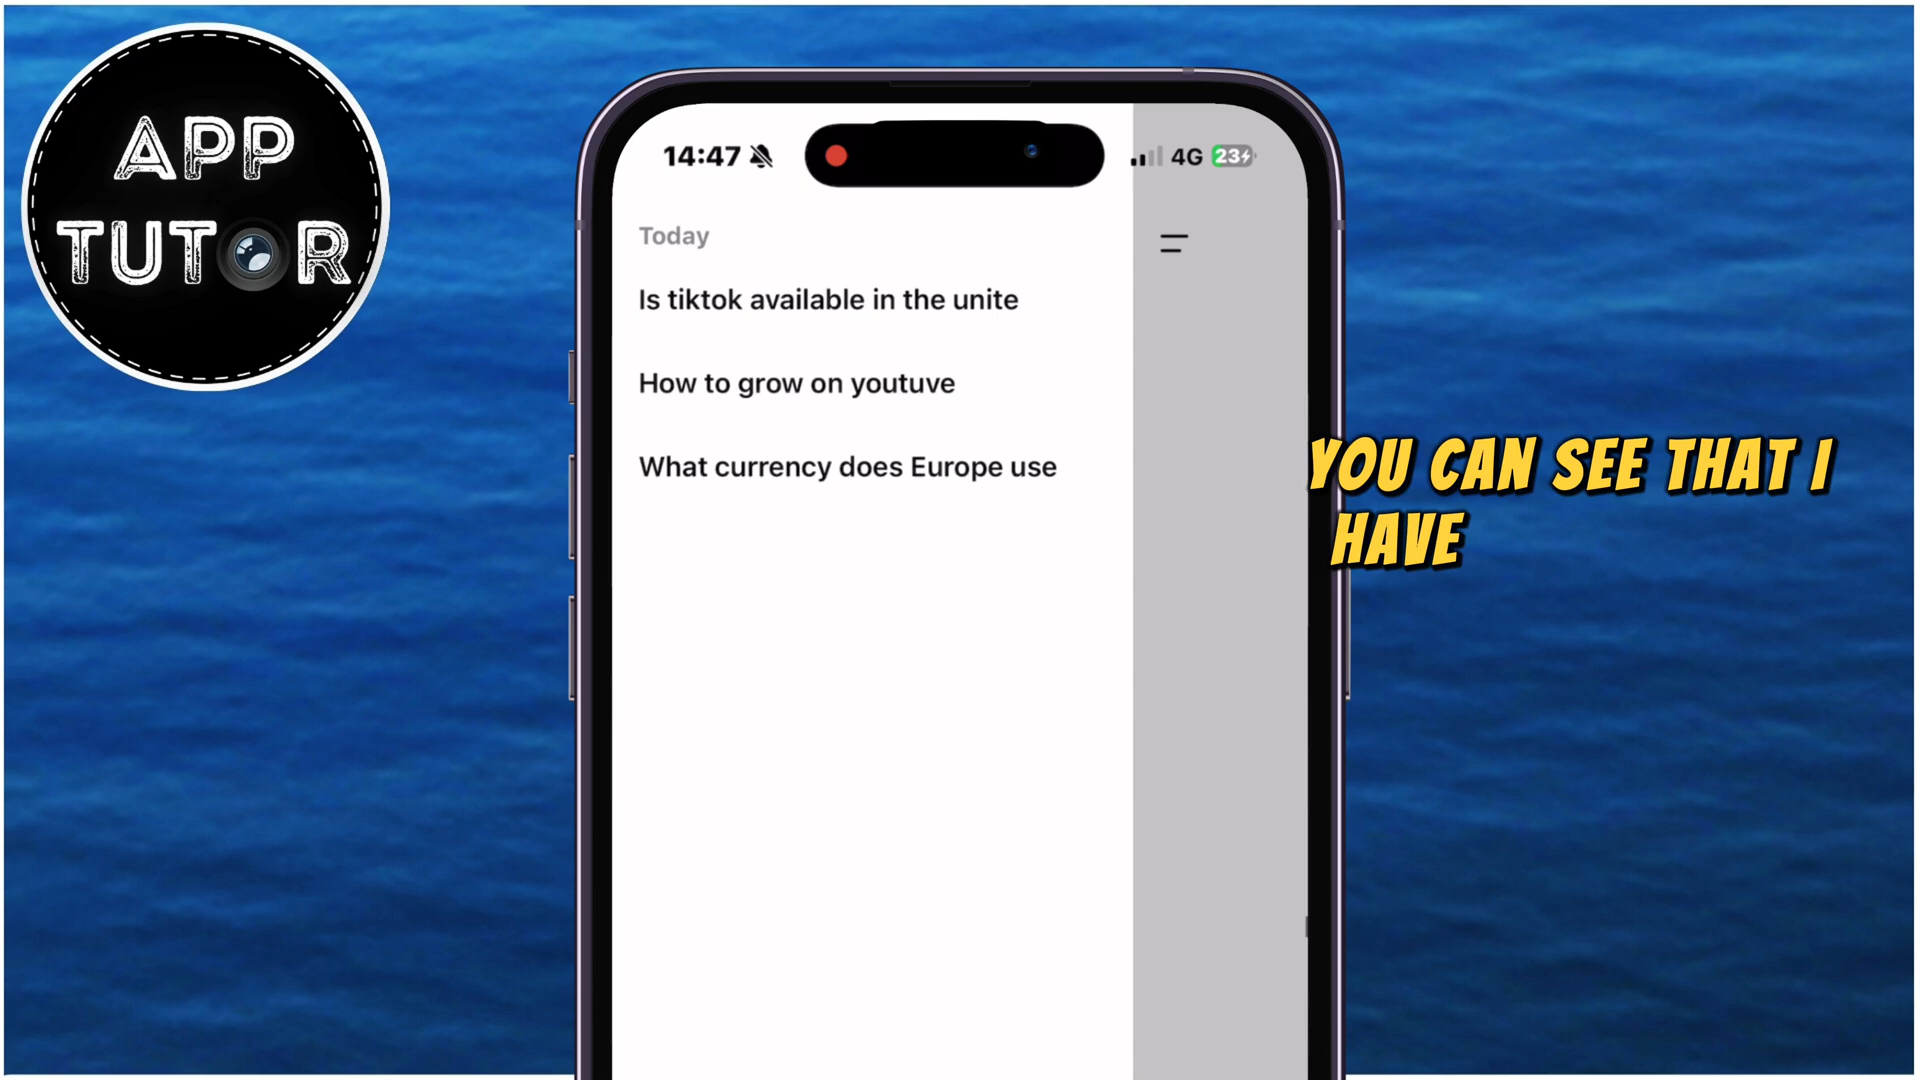 APP
TUTOR
14:47
4G
23
Today
Is tiktok available in the unite
How to grow on youtuve
What currency does Europe use
YOU CAN SEE THAT I
HAVE